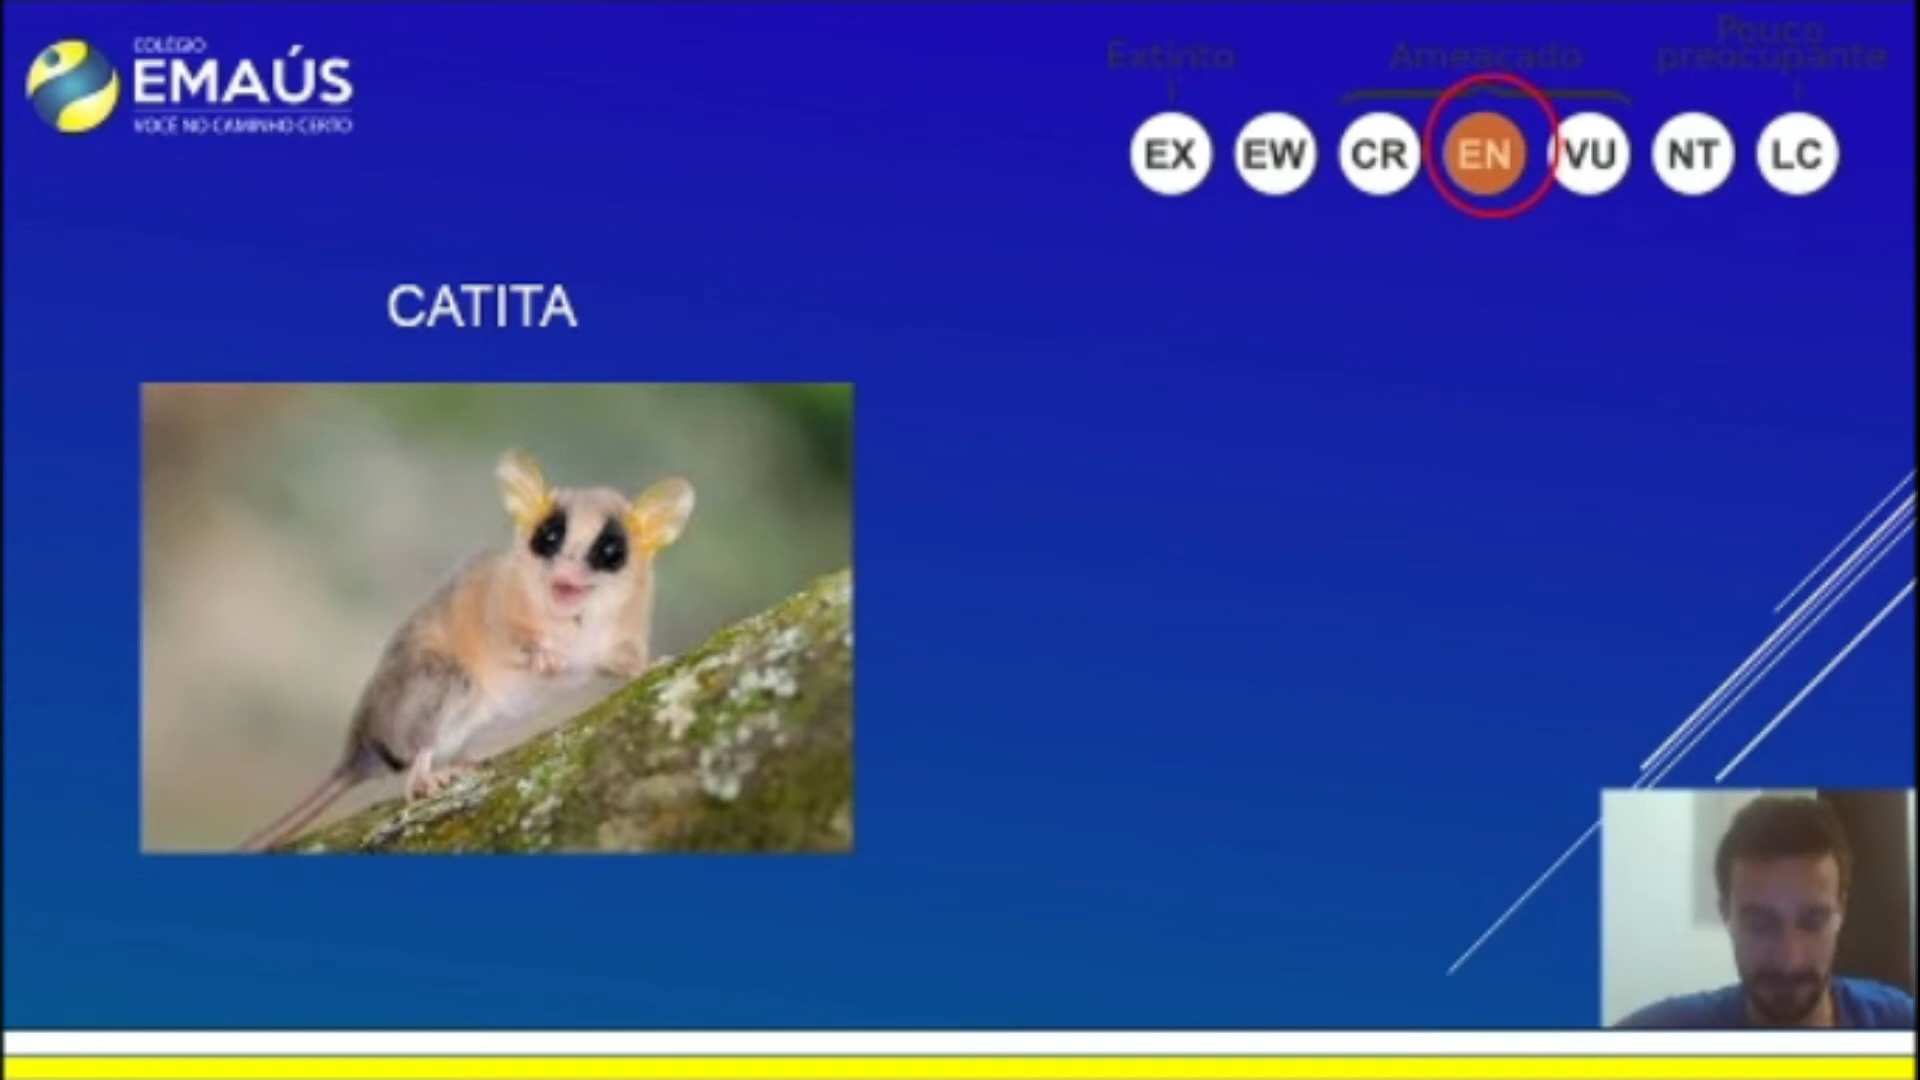 COLÉGIO
EMAÚS
VOCÊ NO CAMINHO CERTO
Extinto
Ameaçado
Pouco
preocupante
EX EW CR EN VU NT LC
CATITA